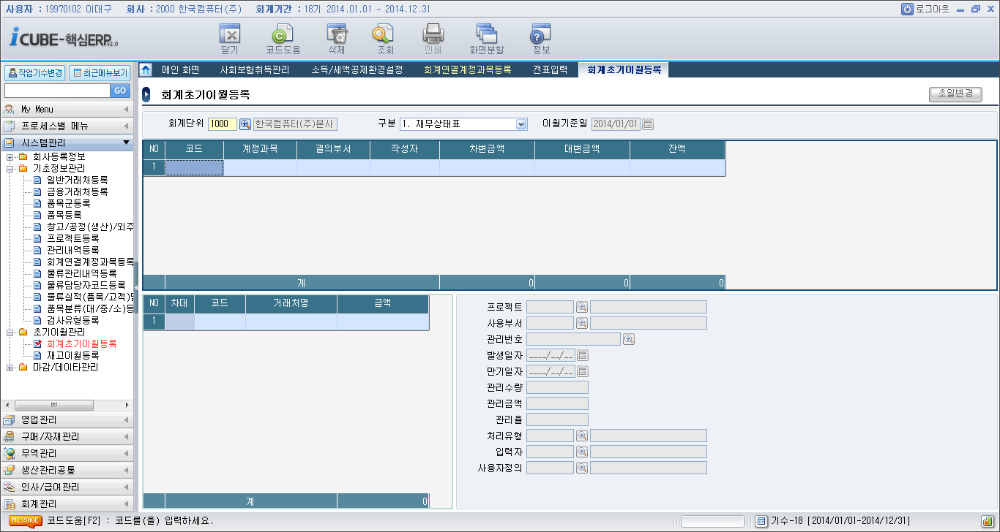 사용자 : 19970102 이대구 회사 : 2000 한국컴퓨터(주) 회계기간 : 18기 2014.01.01 ~ 2014.12.31 로그아웃
iCUBE-핵심ERP v2.0
닫기 코드도움 삭제 조회 인쇄 화면분할 정보
작업기수변경 최근메뉴보기
메인 화면 사회보험취득관리 소득/세액공제환경설정 회계연결계정과목등록 전표입력 회계초기이월등록
GO
회계초기이월등록 초일변경
My Menu
프로세스별 메뉴
시스템관리
회사등록정보
기초정보관리
일반거래처등록
금융거래처등록
품목군등록
품목등록
창고/공정(생산)/외주
프로젝트등록
관리내역등록
회계연결계정과목등록
물류관리내역등록
물류담당자코드등록
물류실적(품목/고객)
품목분류(대/중/소)등
검사유형등록
초기이월관리
회계초기이월등록
재고이월등록
마감/데이타관리
영업관리
구매/자재관리
무역관리
생산관리공통
인사/급여관리
회계관리
회계단위 1000 한국컴퓨터(주)본사 구분 1. 재무상태표 이월기준일 2014/01/01
NO 코드 계정과목 결의부서 작성자 차변금액 대변금액 잔액
1
계 0 0 0
NO 차대 코드 거래처명 금액
1
계 0
프로젝트
사용부서
관리번호
발생일자 ____/__/__
만기일자 ____/__/__
관리수량
관리금액
관리율
처리유형
입력자
사용자정의
MESSAGE 코드도움[F2] : 코드를(을) 입력하세요. 기수-18 [2014/01/01-2014/12/31]